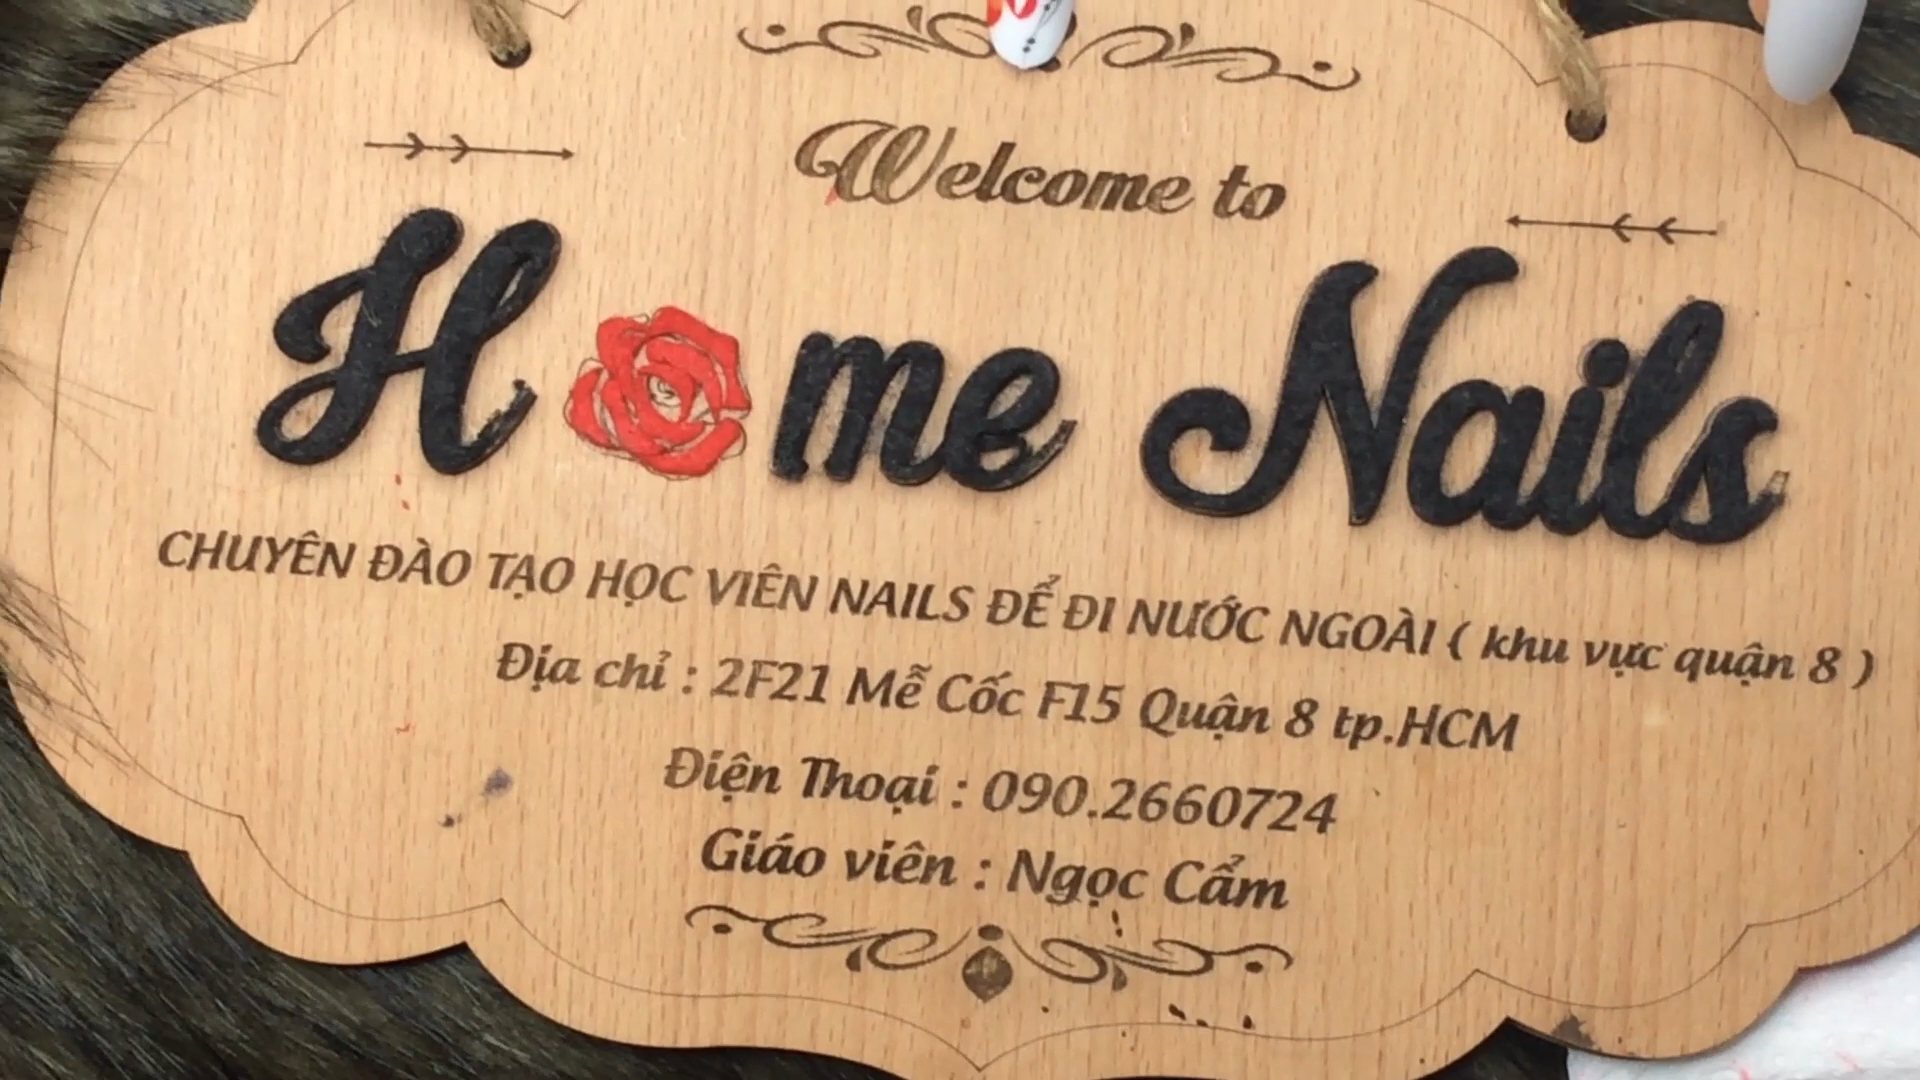 Welcome to
Home Nails
CHUYÊN ĐÀO TẠO HỌC VIÊN NAILS ĐỂ ĐI NƯỚC NGOÀI ( khu vực quận 8 )
Địa chỉ : 2F21 Mễ Cốc F15 Quận 8 tp.HCM
Điện Thoại : 090.2660724
Giáo viên : Ngọc Cẩm